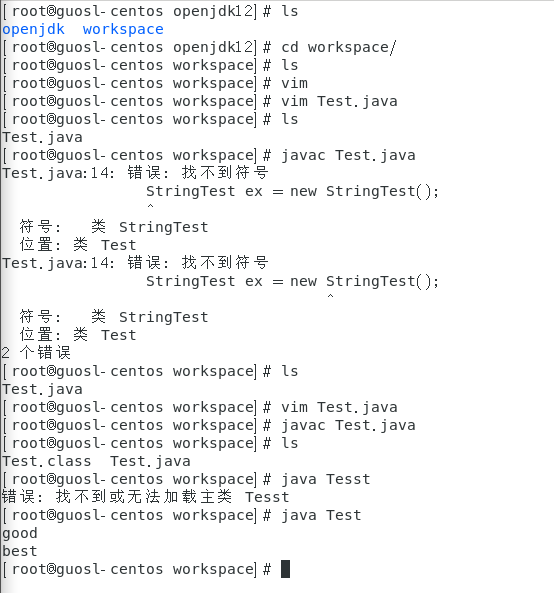 [root@guosl-centos openjdk12]# ls
openjdk  workspace
[root@guosl-centos openjdk12]# cd workspace/
[root@guosl-centos workspace]# ls
[root@guosl-centos workspace]# vim
[root@guosl-centos workspace]# vim Test.java
[root@guosl-centos workspace]# ls
Test.java
[root@guosl-centos workspace]# javac Test.java
Test.java:14: 错误: 找不到符号
                StringTest ex = new StringTest();
                ^
  符号:   类 StringTest
  位置: 类 Test
Test.java:14: 错误: 找不到符号
                StringTest ex = new StringTest();
                                    ^
  符号:   类 StringTest
  位置: 类 Test
2 个错误
[root@guosl-centos workspace]# ls
Test.java
[root@guosl-centos workspace]# vim Test.java
[root@guosl-centos workspace]# javac Test.java
[root@guosl-centos workspace]# ls
Test.class  Test.java
[root@guosl-centos workspace]# java Tesst
错误: 找不到或无法加载主类 Tesst
[root@guosl-centos workspace]# java Test
good
best
[root@guosl-centos workspace]#